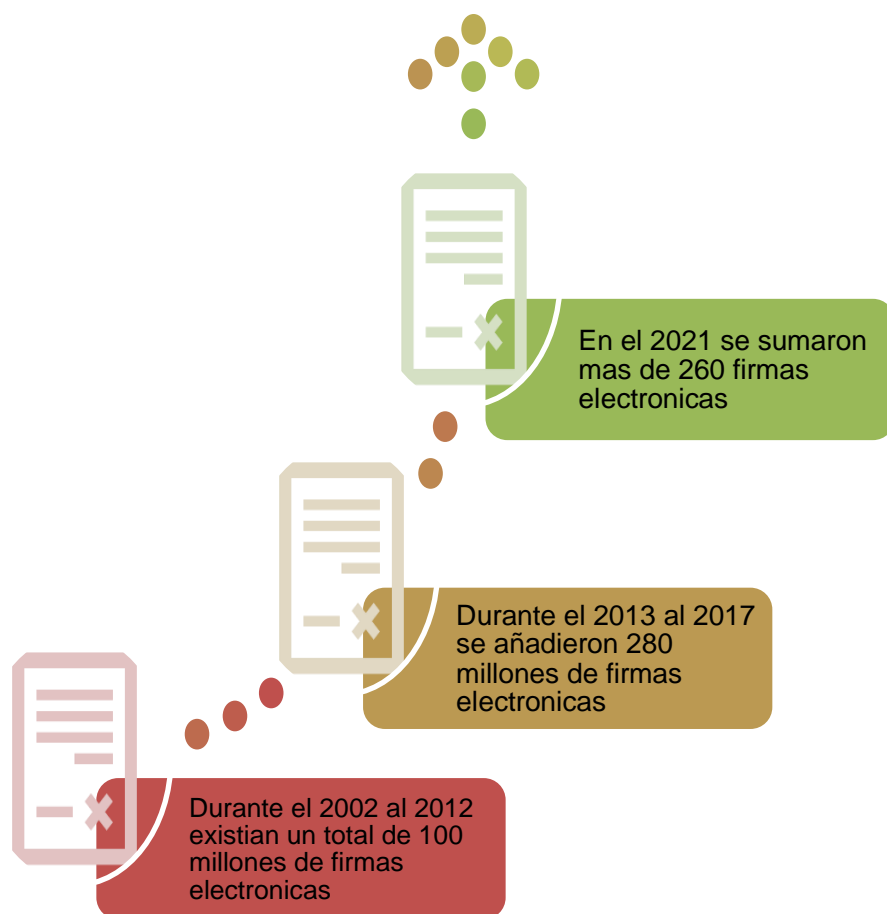 En el 2021 se sumaron
mas de 260 firmas
electronicas
Durante el 2013 al 2017
se añadieron 280
millones de firmas
electronicas
Durante el 2002 al 2012
existian un total de 100
millones de firmas
electronicas